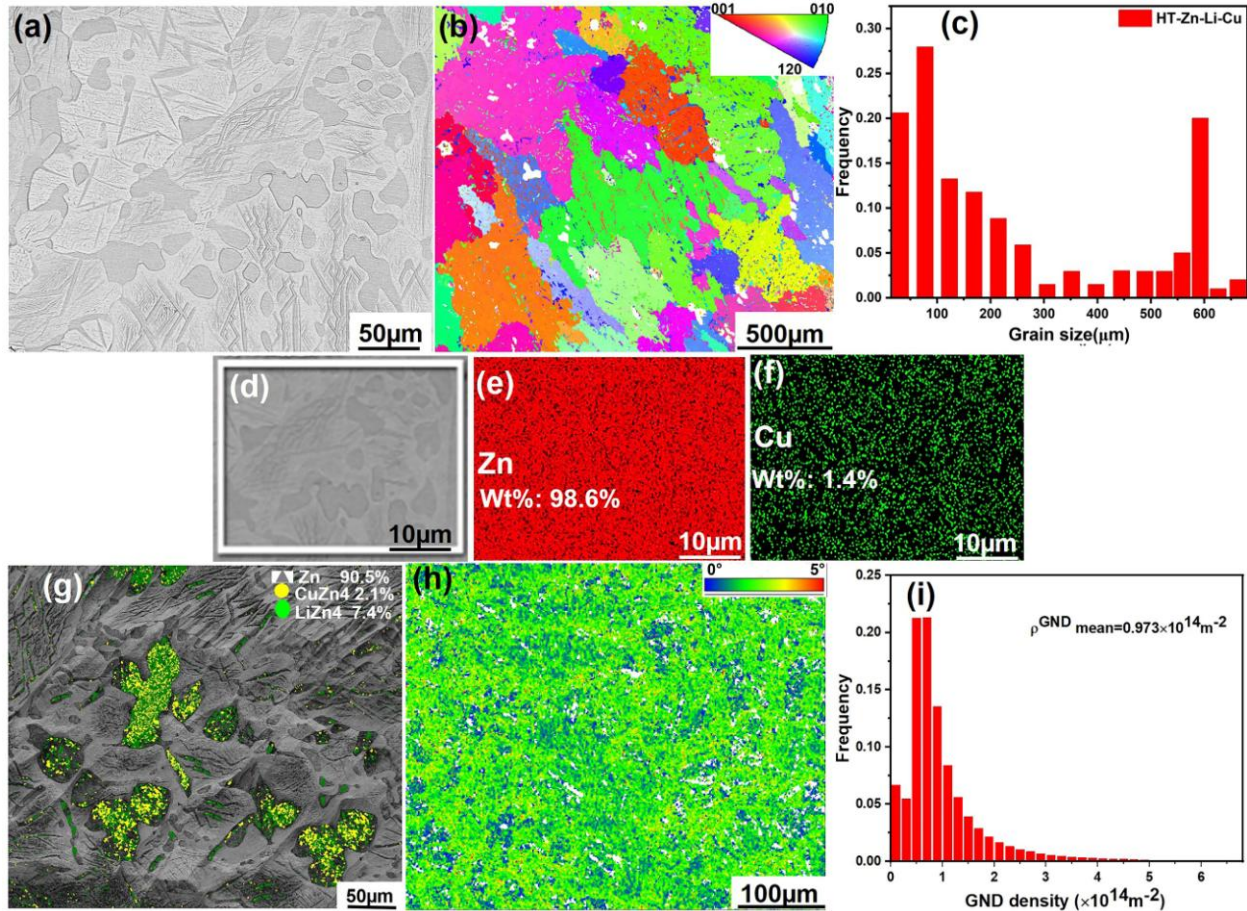 (a)
50μm
(b)
001 010
120
500μm
(c)
HT-Zn-Li-Cu
Frequency
0.30
0.25
0.20
0.15
0.10
0.05
0.00
100 200 300 400 500 600
Grain size(μm)
(d)
10μm
(e)
Zn
Wt%: 98.6%
10μm
(f)
Cu
Wt%: 1.4%
10μm
(g)
Zn 90.5%
CuZn4 2.1%
LiZn4 7.4%
50μm
(h)
0° 5°
100μm
(i)
ρGND mean=0.973×1014m-2
Frequency
0.25
0.20
0.15
0.10
0.05
0.00
0 1 2 3 4 5 6
GND density (×1014m-2)